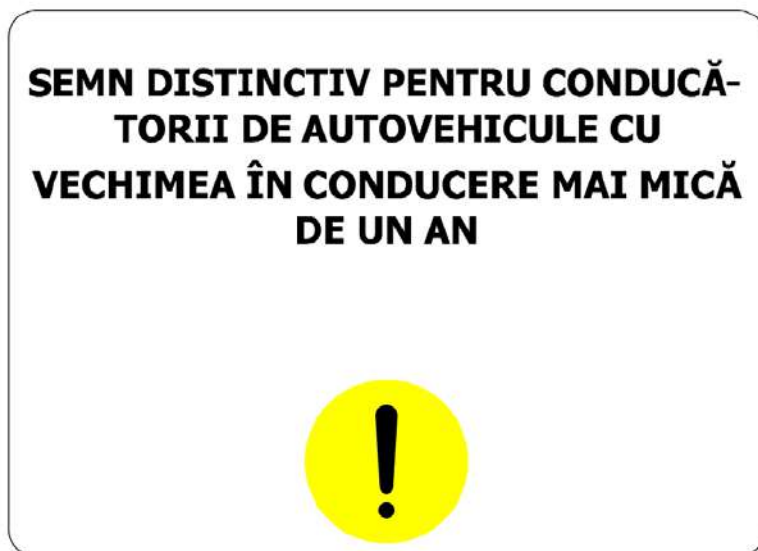 SEMN DISTINCTIV PENTRU CONDUCĂ-
TORII DE AUTOVEHICULE CU
VECHIMEA ÎN CONDUCERE MAI MICĂ
DE UN AN
!